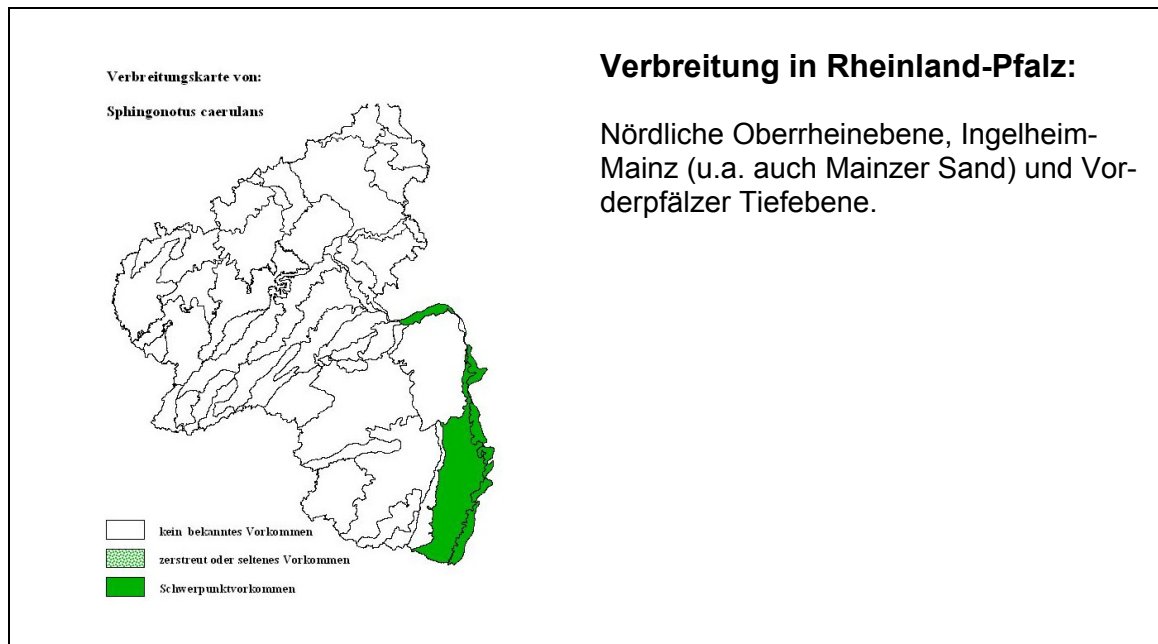 Verbreitungskarte von:
Sphingonotus caerulans
Verbreitung in Rheinland-Pfalz:
Nördliche Oberrheinebene, Ingelheim-
Mainz (u.a. auch Mainzer Sand) und Vor-
derpfälzer Tiefebene.
kein bekanntes Vorkommen
zerstreut oder seltenes Vorkommen
Schwerpunktvorkommen